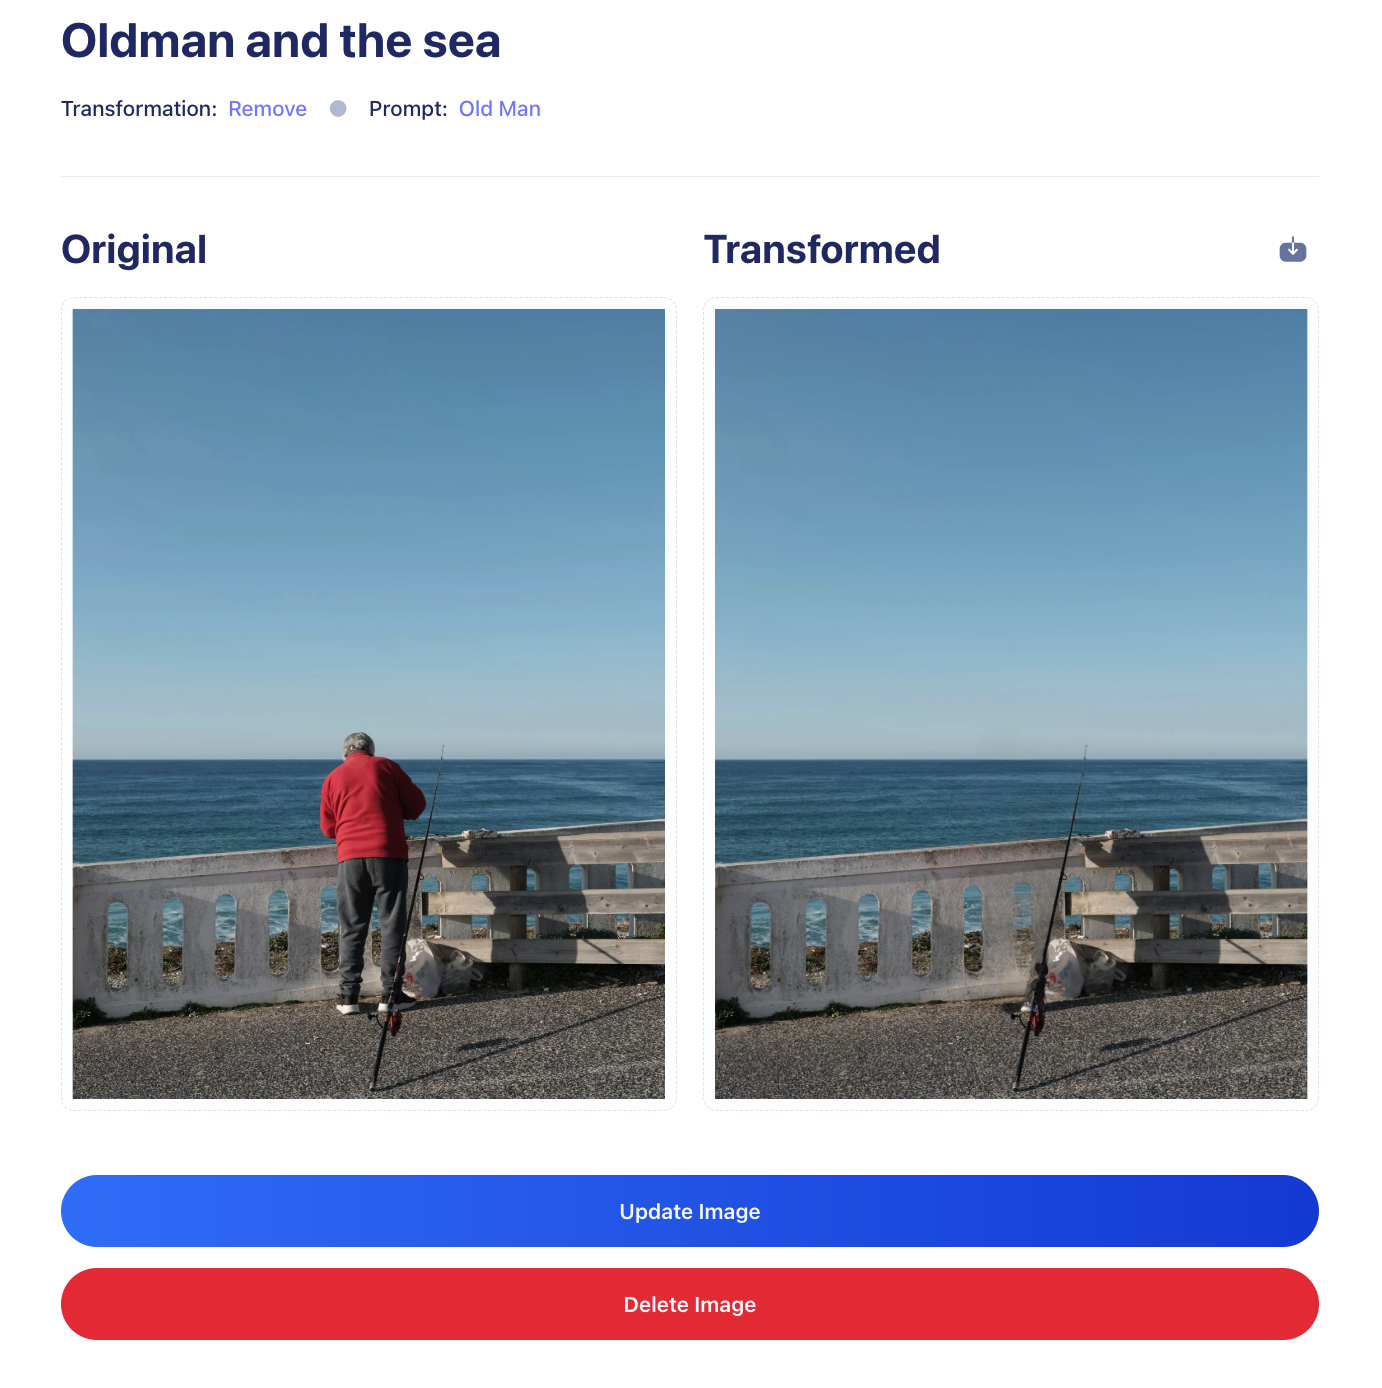 Oldman and the sea
Transformation: Remove Prompt: Old Man
Original
Transformed
Update Image
Delete Image